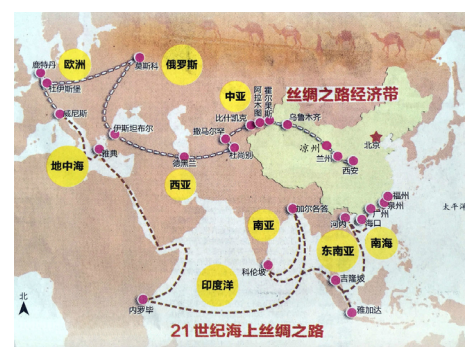 欧洲
俄罗斯
鹿特丹
杜伊斯堡
莫斯科
威尼斯
伊斯坦布尔
雅典
地中海
德黑兰
西亚
中亚
阿拉木图
霍尔果斯
比什凯克
撒马尔罕
杜尚别
乌鲁木齐
丝绸之路经济带
凉州
兰州
西安
北京
福州
泉州
广州
海口
太平洋
河内
加尔各答
南亚
东南亚
南海
科伦坡
吉隆坡
印度洋
内罗毕
雅加达
北
21世纪海上丝绸之路